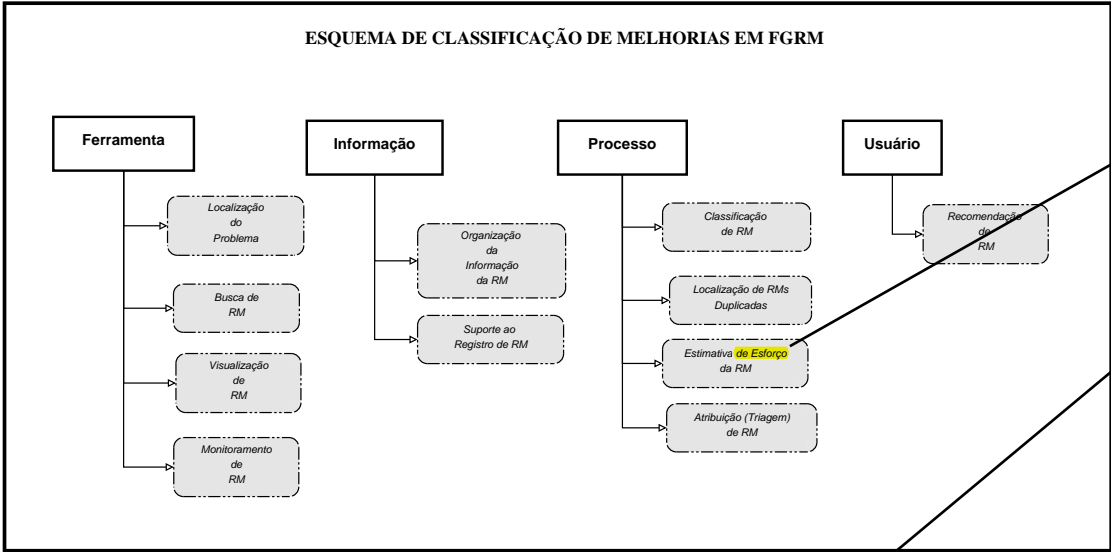 ESQUEMA DE CLASSIFICAÇÃO DE MELHORIAS EM FGRM
Ferramenta
Localização
do
Problema
Busca de
RM
Visualização
de
RM
Monitoramento
de
RM
Informação
Organização
da
Informação
da RM
Suporte ao
Registro de RM
Processo
Classificação
de RM
Localização de RMs
Duplicadas
Estimativa de Esforço
da RM
Atribuição (Triagem)
de RM
Usuário
Recomendação
de
RM